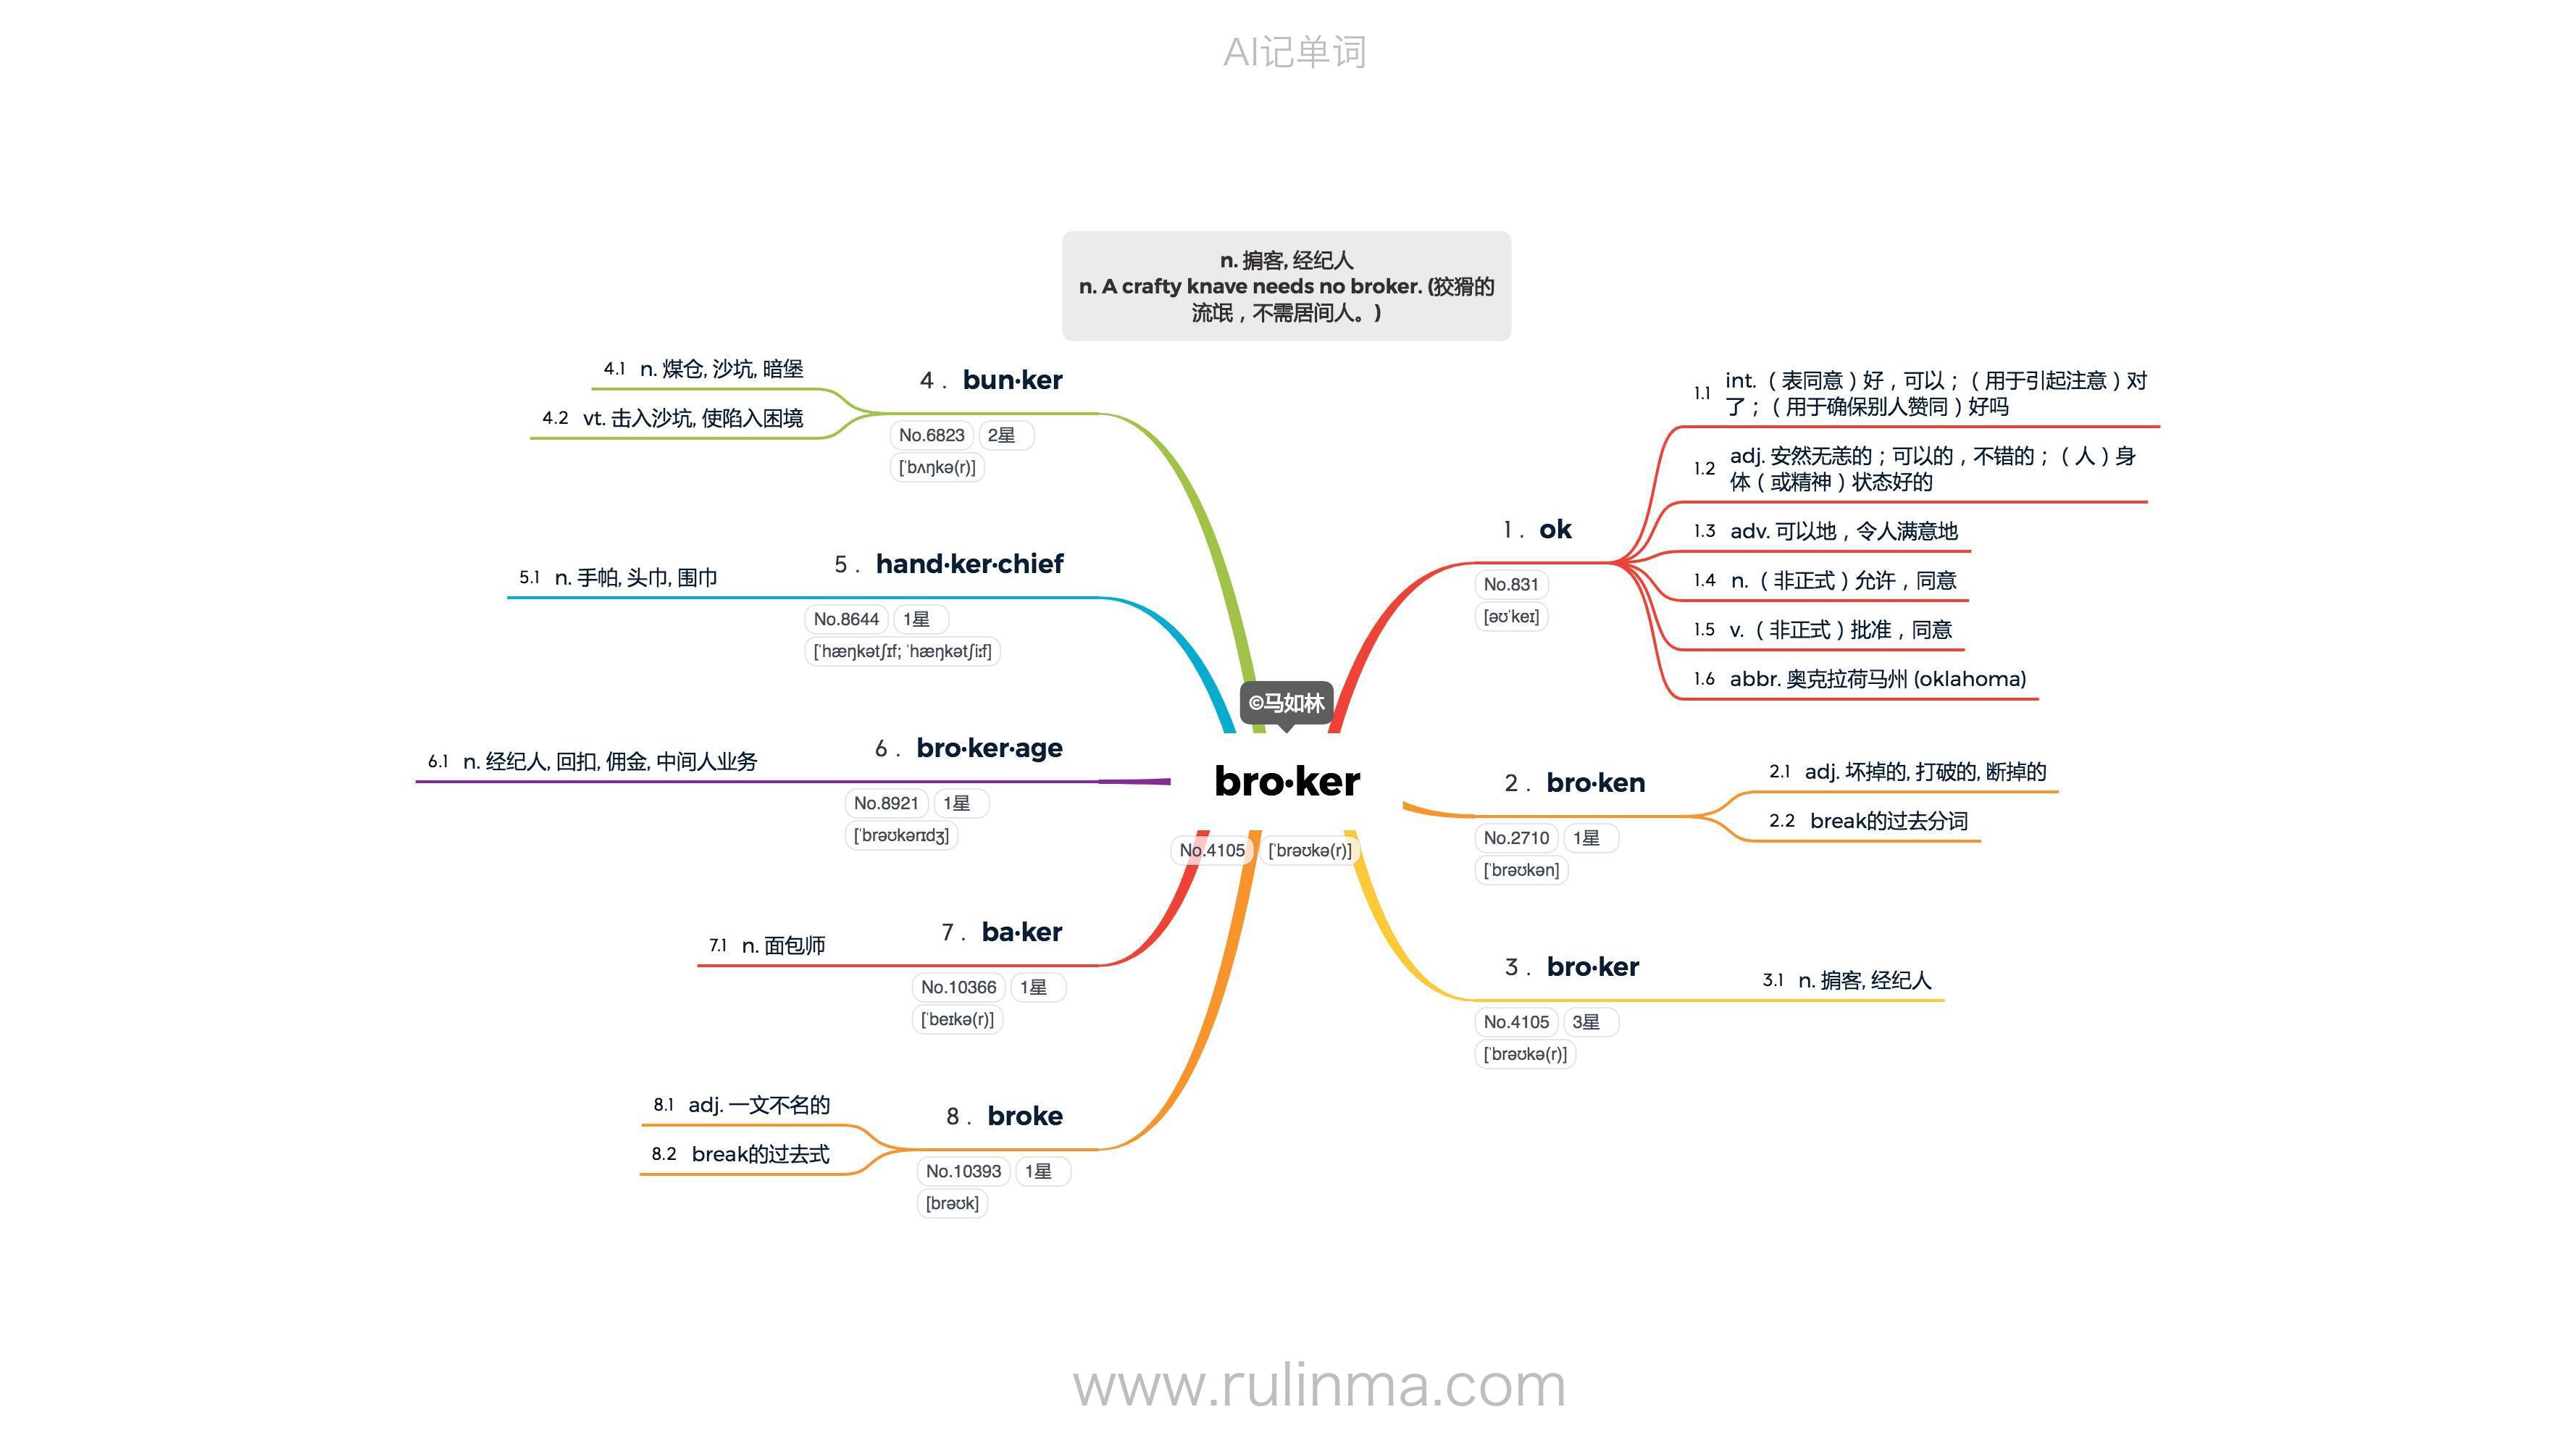 AI记单词
n. 掮客, 经纪人
n. A crafty knave needs no broker. (狡猾的
流氓，不需居间人。)
©马如林
bro·ker
No.4105 [ˈbrəʊkə(r)]
1. ok
No.831
[əʊˈkeɪ]
1.1 int.（表同意）好，可以；（用于引起注意）对
了；（用于确保别人赞同）好吗
1.2 adj. 安然无恙的；可以的，不错的；（人）身
体（或精神）状态好的
1.3 adv. 可以地，令人满意地
1.4 n.（非正式）允许，同意
1.5 v.（非正式）批准，同意
1.6 abbr. 奥克拉荷马州 (oklahoma)
2. bro·ken
No.2710 1星
[ˈbrəʊkən]
2.1 adj. 坏掉的, 打破的, 断掉的
2.2 break的过去分词
3. bro·ker
No.4105 3星
[ˈbrəʊkə(r)]
3.1 n. 掮客, 经纪人
4. bun·ker
No.6823 2星
[ˈbʌŋkə(r)]
4.1 n. 煤仓, 沙坑, 暗堡
4.2 vt. 击入沙坑, 使陷入困境
5. hand·ker·chief
No.8644 1星
[ˈhæŋkətʃɪf; ˈhæŋkətʃiːf]
5.1 n. 手帕, 头巾, 围巾
6. bro·ker·age
No.8921 1星
[ˈbrəʊkərɪdʒ]
6.1 n. 经纪人, 回扣, 佣金, 中间人业务
7. ba·ker
No.10366 1星
[ˈbeɪkə(r)]
7.1 n. 面包师
8. broke
No.10393 1星
[brəʊk]
8.1 adj. 一文不名的
8.2 break的过去式
www.rulinma.com